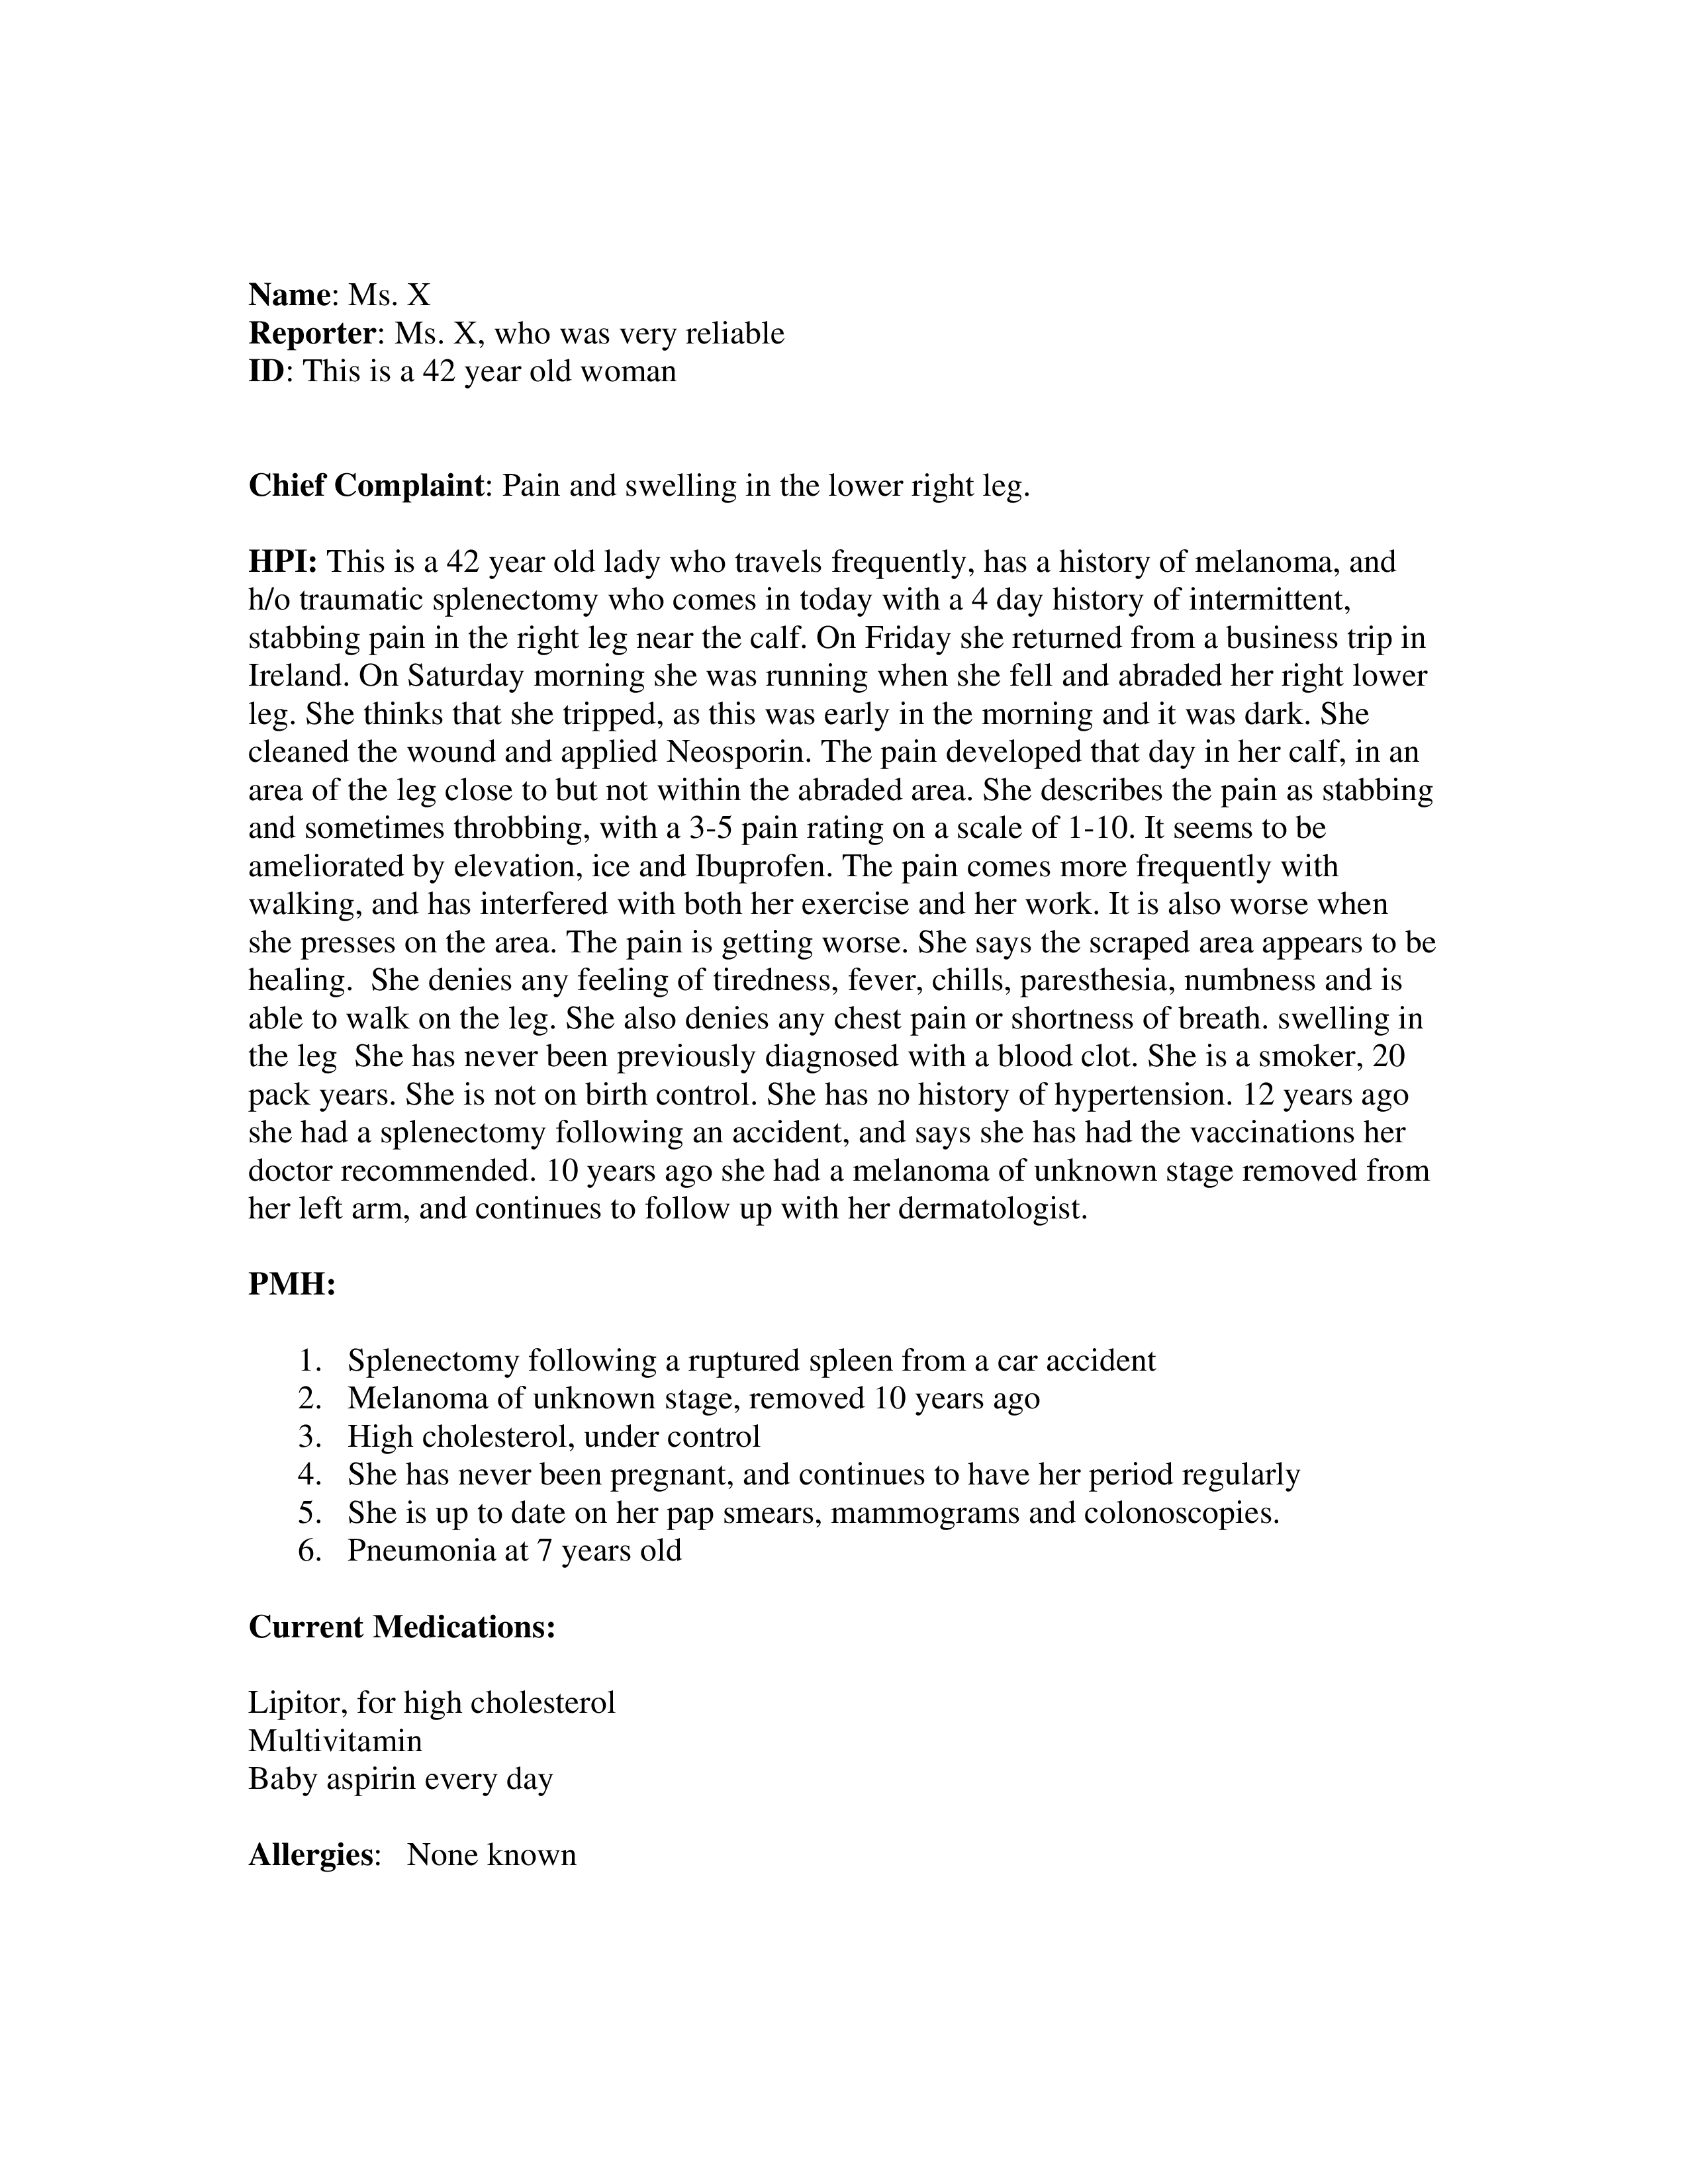 Name: Ms. X
Reporter: Ms. X, who was very reliable
ID: This is a 42 year old woman
Chief Complaint: Pain and swelling in the lower right leg.
HPI: This is a 42 year old lady who travels frequently, has a history of melanoma, and
h/o traumatic splenectomy who comes in today with a 4 day history of intermittent,
stabbing pain in the right leg near the calf. On Friday she returned from a business trip in
Ireland. On Saturday morning she was running when she fell and abraded her right lower
leg. She thinks that she tripped, as this was early in the morning and it was dark. She
cleaned the wound and applied Neosporin. The pain developed that day in her calf, in an
area of the leg close to but not within the abraded area. She describes the pain as stabbing
and sometimes throbbing, with a 3-5 pain rating on a scale of 1-10. It seems to be
ameliorated by elevation, ice and Ibuprofen. The pain comes more frequently with
walking, and has interfered with both her exercise and her work. It is also worse when
she presses on the area. The pain is getting worse. She says the scraped area appears to be
healing.  She denies any feeling of tiredness, fever, chills, paresthesia, numbness and is
able to walk on the leg. She also denies any chest pain or shortness of breath. swelling in
the leg  She has never been previously diagnosed with a blood clot. She is a smoker, 20
pack years. She is not on birth control. She has no history of hypertension. 12 years ago
she had a splenectomy following an accident, and says she has had the vaccinations her
doctor recommended. 10 years ago she had a melanoma of unknown stage removed from
her left arm, and continues to follow up with her dermatologist.
PMH:
1. Splenectomy following a ruptured spleen from a car accident
2. Melanoma of unknown stage, removed 10 years ago
3. High cholesterol, under control
4. She has never been pregnant, and continues to have her period regularly
5. She is up to date on her pap smears, mammograms and colonoscopies.
6. Pneumonia at 7 years old
Current Medications:
Lipitor, for high cholesterol
Multivitamin
Baby aspirin every day
Allergies:   None known